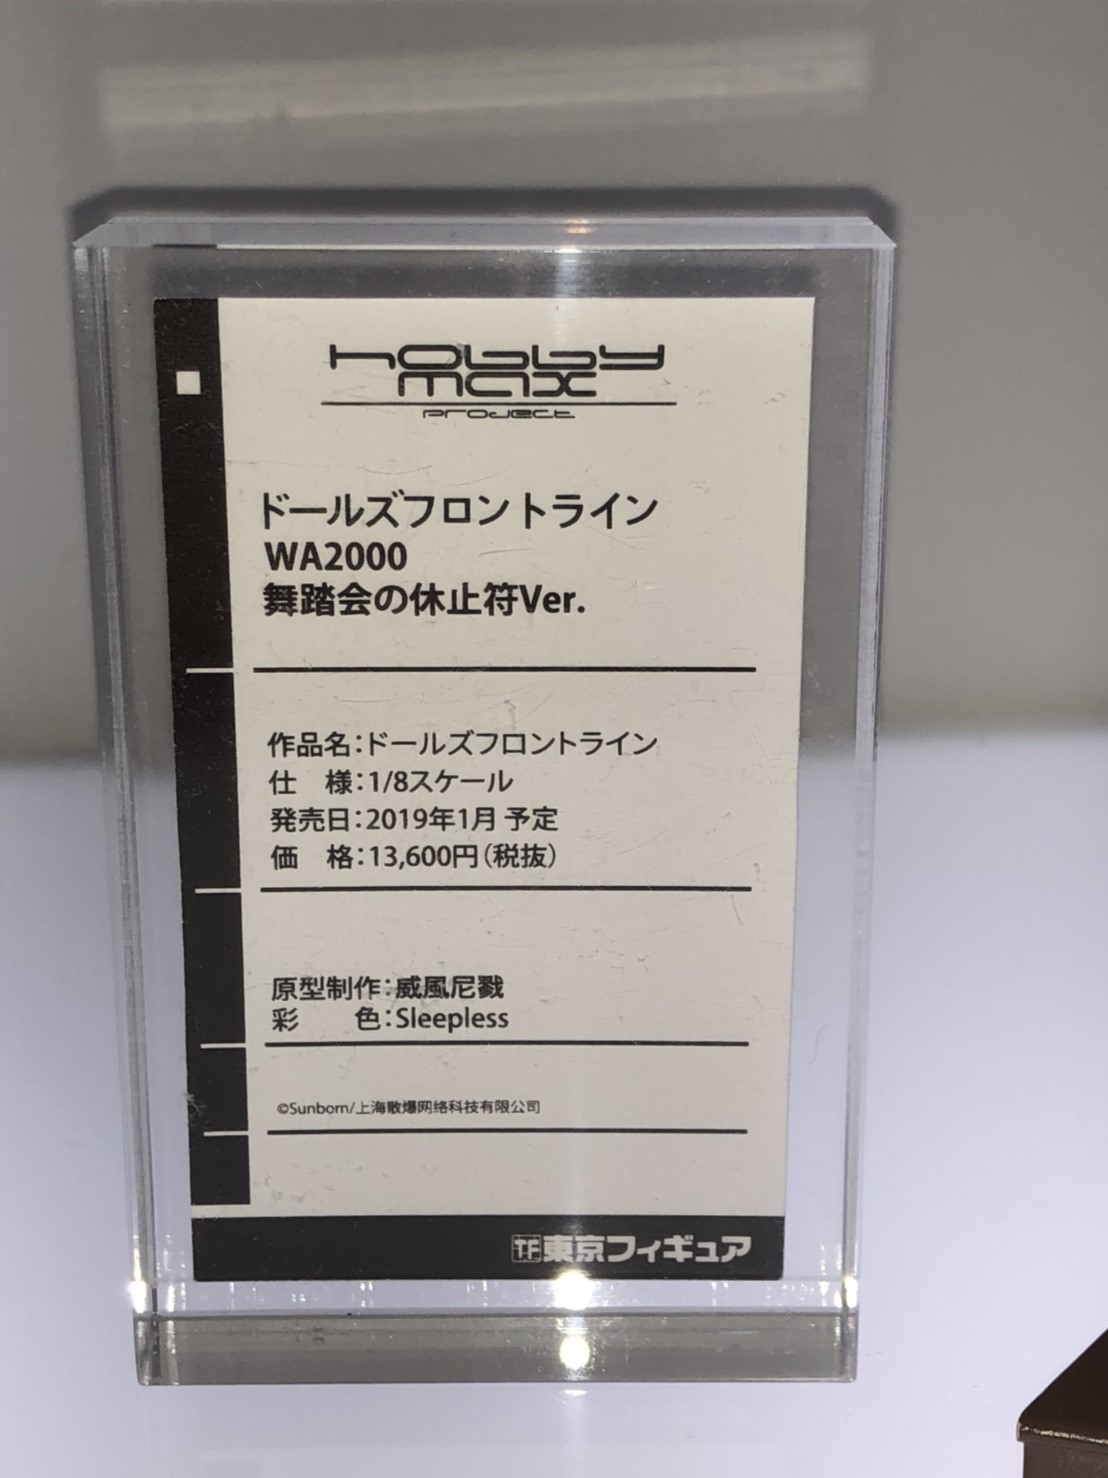 hobby
max
project
ドールズフロントライン
WA2000
舞踏会の休止符Ver.
作品名：ドールズフロントライン
仕　様：1/8スケール
発売日：2019年1月 予定
価　格：13,600円（税抜）
原型制作：威風尼戮
彩　　色：Sleepless
©Sunborn/上海散爆网络科技有限公司
TF東京フィギュア